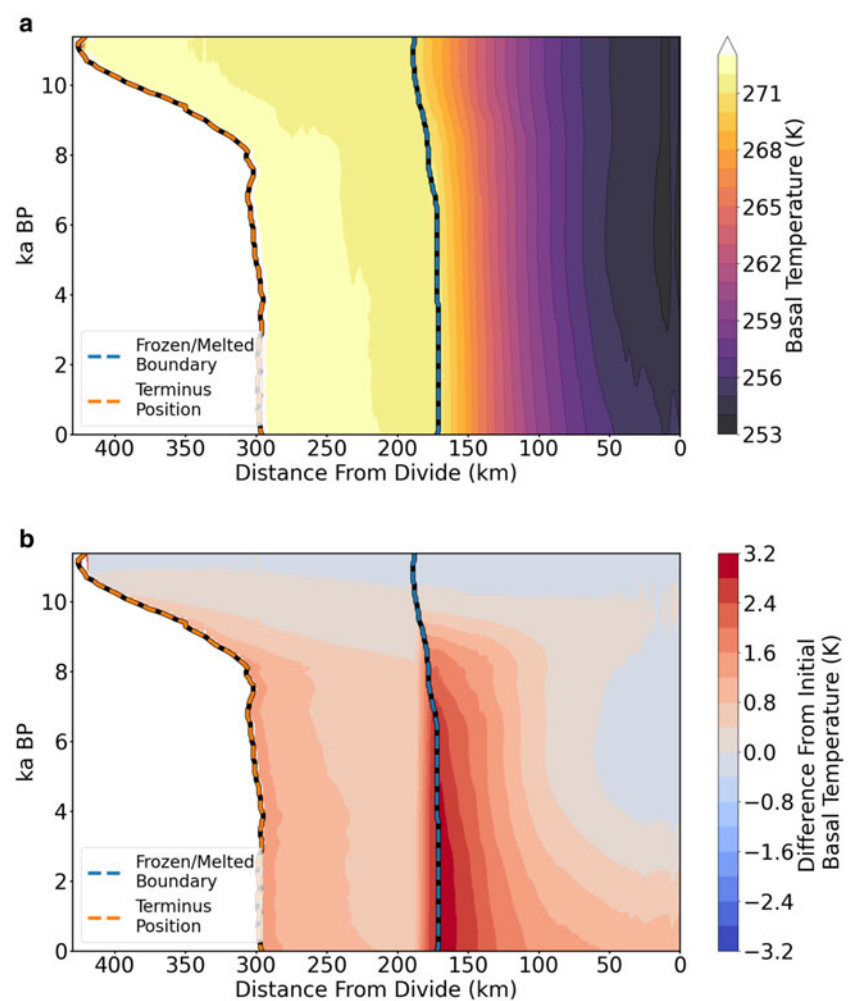 a
10
8
6
4
2
0
ka BP
Frozen/Melted
Boundary
Terminus
Position
400 350 300 250 200 150 100 50 0
Distance From Divide (km)
271
268
265
262
259
256
253
Basal Temperature (K)
b
10
8
6
4
2
0
ka BP
Frozen/Melted
Boundary
Terminus
Position
400 350 300 250 200 150 100 50 0
Distance From Divide (km)
3.2
2.4
1.6
0.8
0.0
−0.8
−1.6
−2.4
−3.2
Difference From Initial
Basal Temperature (K)